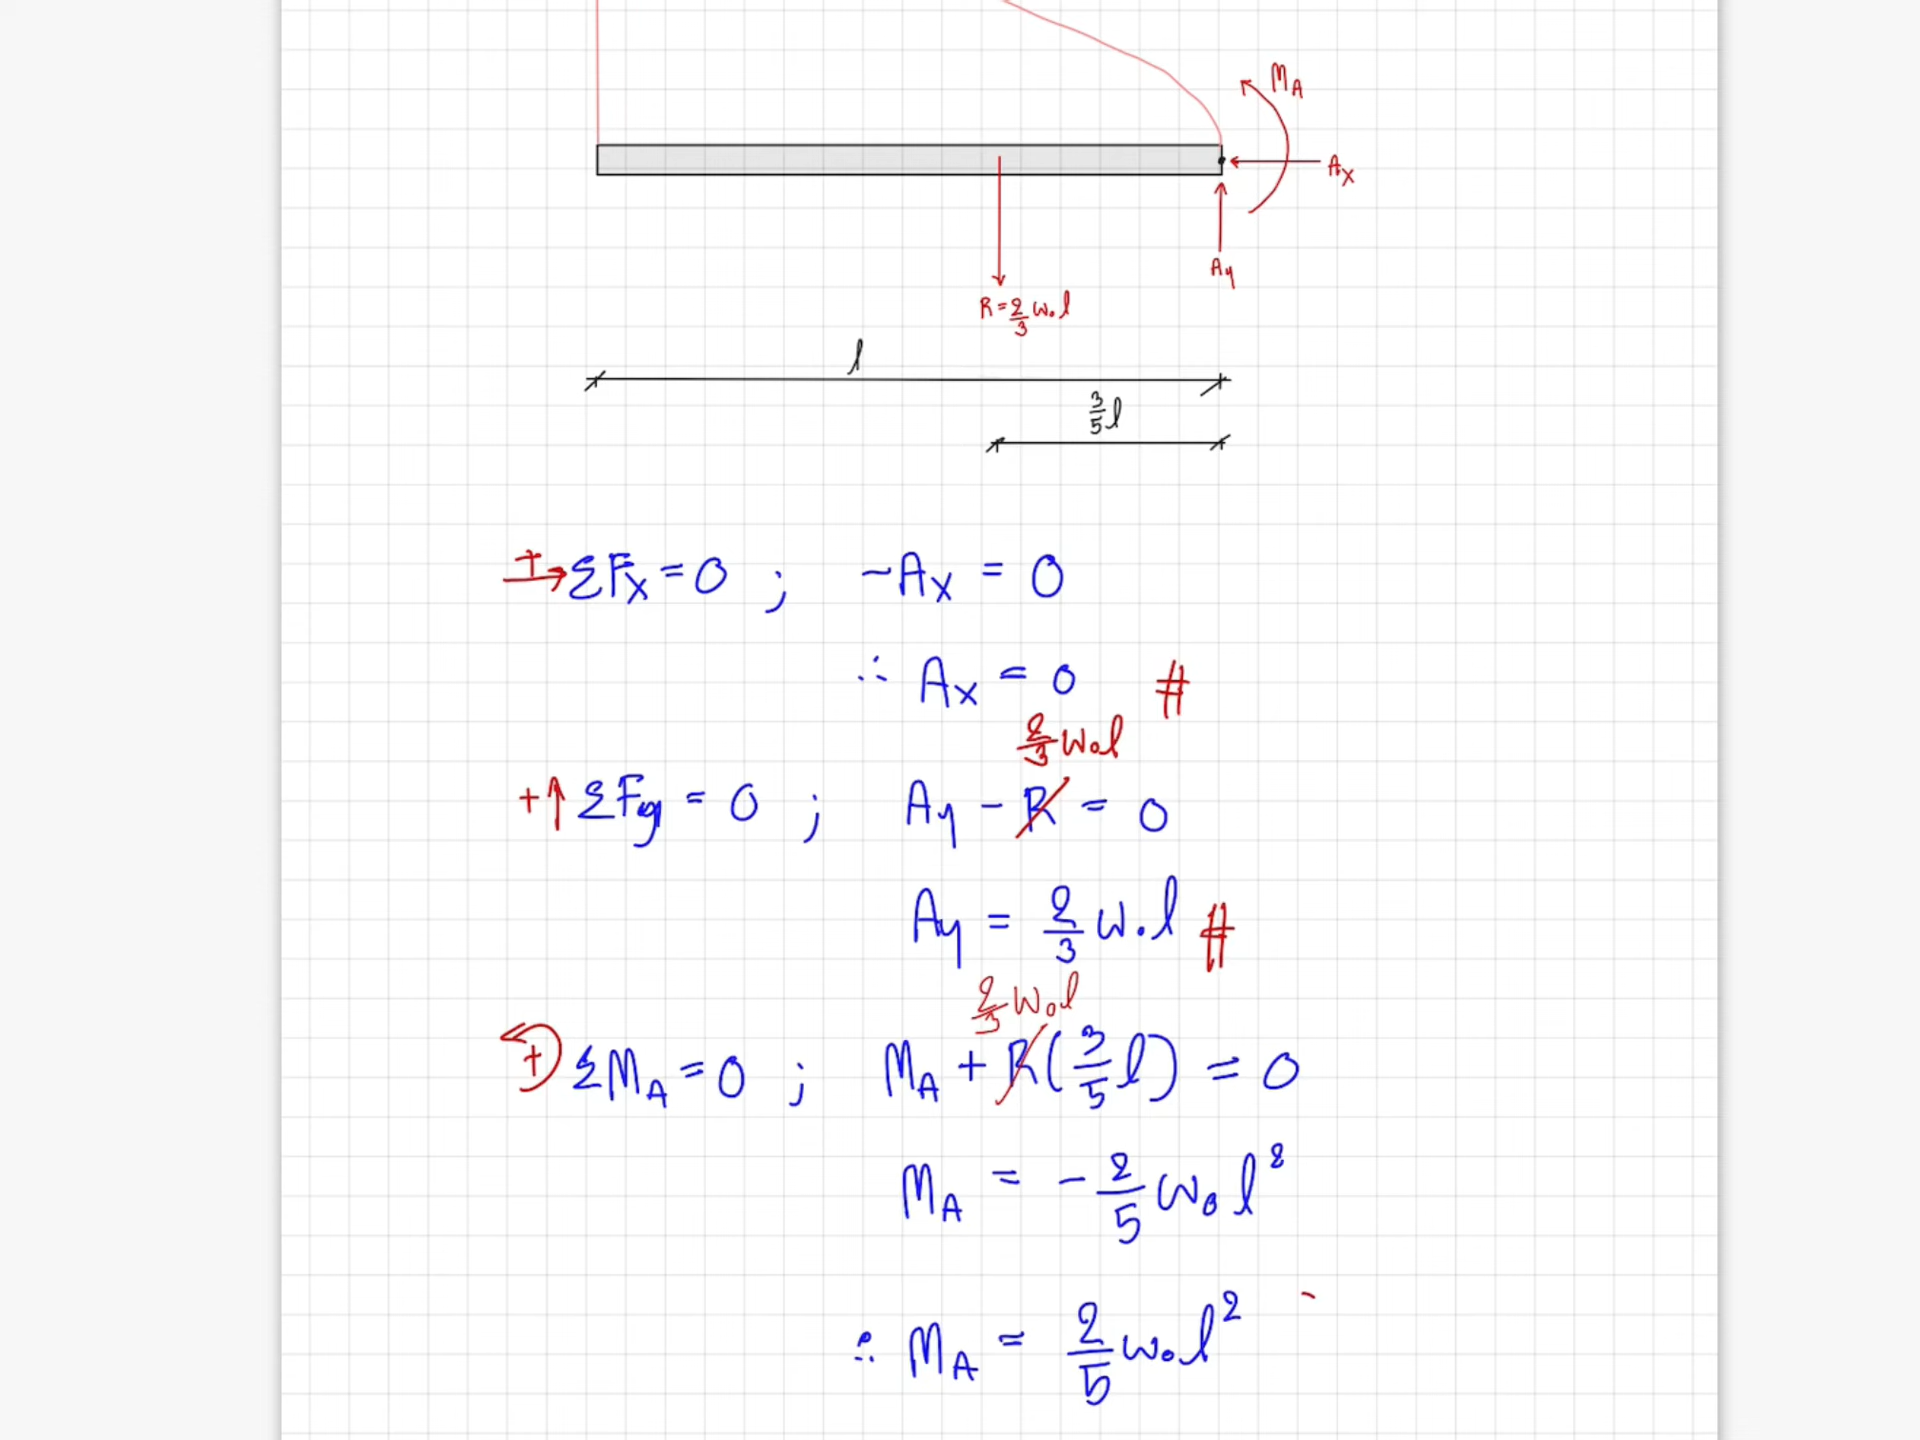 M_A
A_x
A_y
R = 2/3 w₀l
l
3/5 l
+→ ΣF_x = 0 ; -A_x = 0
∴ A_x = 0 #
2/3 w₀l
+↑ ΣF_y = 0 ; A_y - R = 0
A_y = 2/3 w₀l #
2/3 w₀l
+ ΣM_A = 0 ; M_A + R(3/5 l) = 0
M_A = -2/5 w₀l²
∴ M_A = 2/5 w₀l²